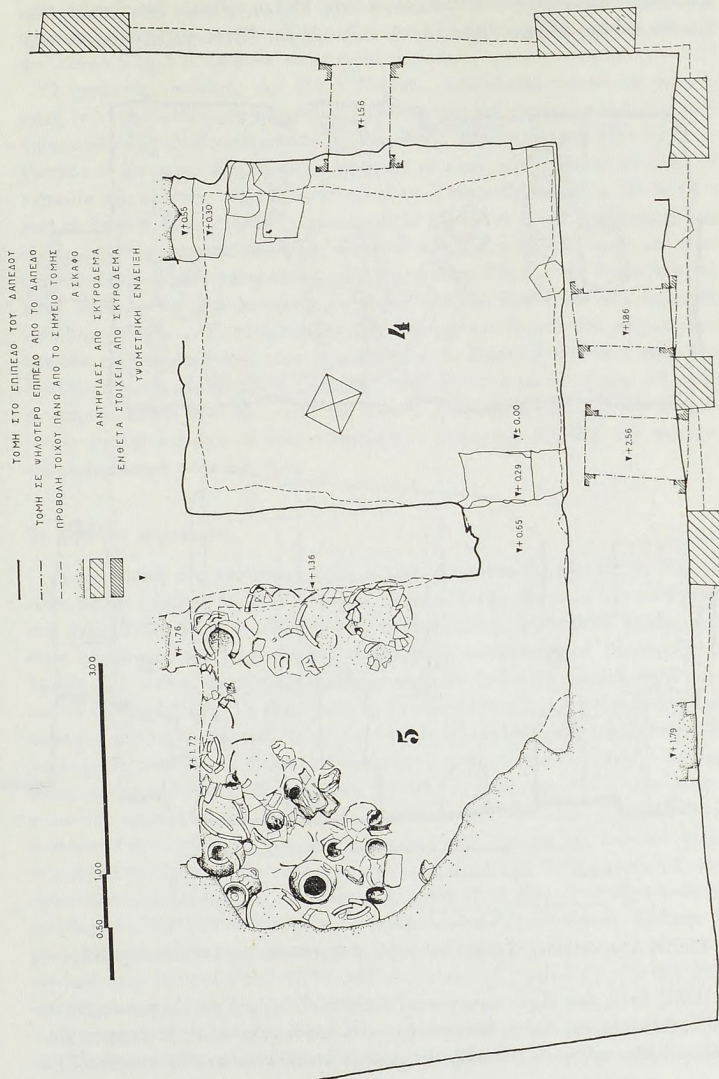 ΤΟΜΗ ΣΤΟ ΕΠΙΠΕΔΟ ΤΟΥ ΔΑΠΕΔΟΥ
ΤΟΜΗ ΣΕ ΨΗΛΟΤΕΡΟ ΕΠΙΠΕΔΟ ΑΠΟ ΤΟ ΔΑΠΕΔΟ
ΠΡΟΒΟΛΗ ΤΟΙΧΟΥ ΠΑΝΩ ΑΠΟ ΤΟ ΣΗΜΕΙΟ ΤΟΜΗΣ
ΑΣΚΑΦΟ
ΑΝΤΗΡΙΔΕΣ ΑΠΟ ΣΚΥΡΟΔΕΜΑ
ΕΝΘΕΤΑ ΣΤΟΙΧΕΙΑ ΑΠΟ ΣΚΥΡΟΔΕΜΑ
ΥΨΟΜΕΤΡΙΚΗ ΕΝΔΕΙΞΗ
0.50 1.00 3.00
+1.76
+1.72
+1.36
5
+0.55
+0.30
4
±0.00
+0.29
+0.65
+1.56
+1.86
+2.56
+1.79